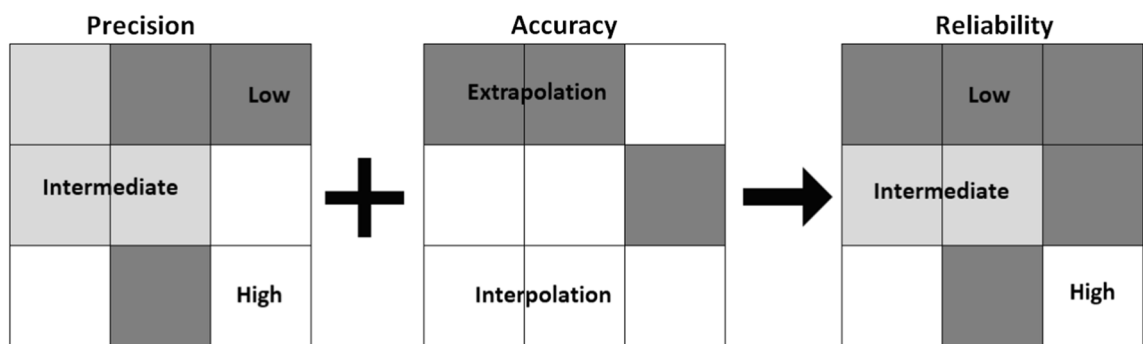 Precision
Accuracy
Reliability
Low
Extrapolation
Low
Intermediate
Intermediate
High
Interpolation
High